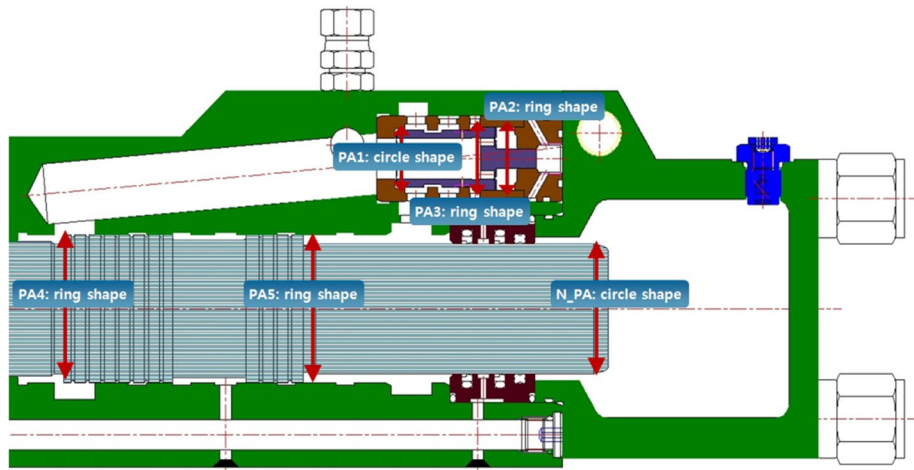 PA2: ring shape
PA1: circle shape
PA3: ring shape
PA4: ring shape
PA5: ring shape
N_PA: circle shape